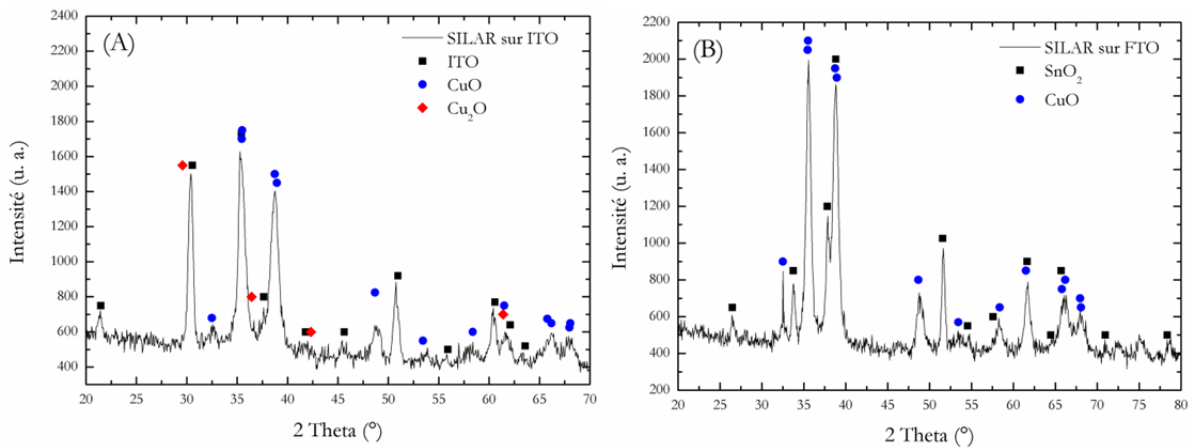 (A)
SILAR sur ITO
ITO
CuO
Cu₂O
Intensité (u. a.)
2400
2200
2000
1800
1600
1400
1200
1000
800
600
400
20 25 30 35 40 45 50 55 60 65 70
2 Theta (°)
(B)
SILAR sur FTO
SnO₂
CuO
Intensité (u. a.)
2200
2000
1800
1600
1400
1200
1000
800
600
400
200
20 25 30 35 40 45 50 55 60 65 70 75 80
2 Theta (°)